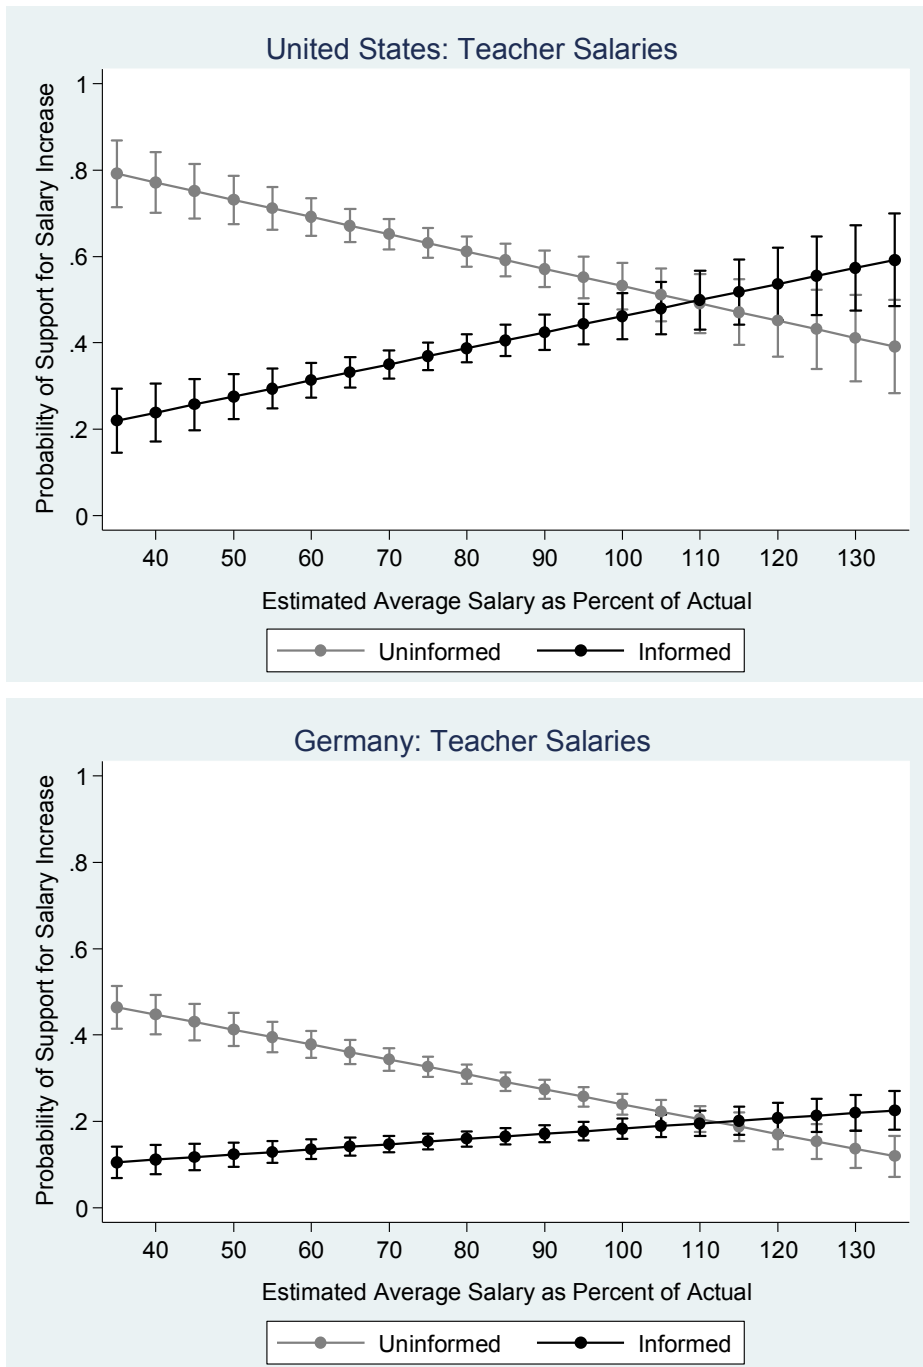 United States: Teacher Salaries
Probability of Support for Salary Increase
1
.8
.6
.4
.2
0
40 50 60 70 80 90 100 110 120 130
Estimated Average Salary as Percent of Actual
Uninformed Informed
Germany: Teacher Salaries
Probability of Support for Salary Increase
1
.8
.6
.4
.2
0
40 50 60 70 80 90 100 110 120 130
Estimated Average Salary as Percent of Actual
Uninformed Informed